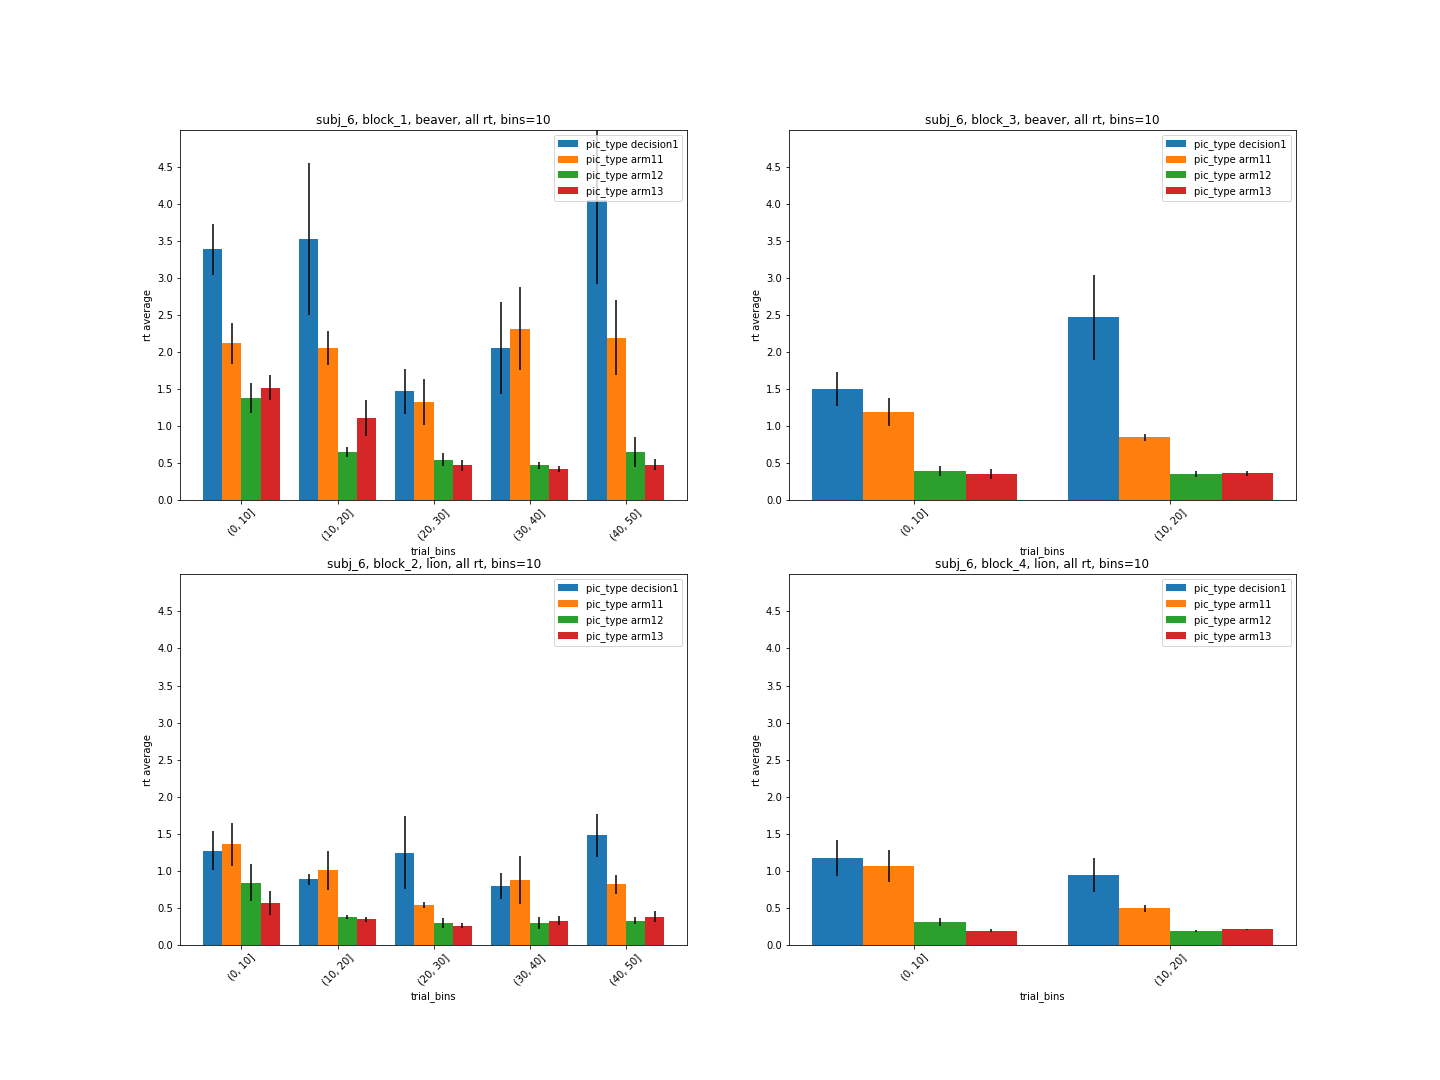 subj_6, block_1, beaver, all rt, bins=10
pic_type decision1
pic_type arm11
pic_type arm12
pic_type arm13
4.5
4.0
3.5
3.0
2.5
2.0
1.5
1.0
0.5
0.0
rt average
(0, 10]
(10, 20]
(20, 30]
(30, 40]
(40, 50]
trial_bins
subj_6, block_3, beaver, all rt, bins=10
pic_type decision1
pic_type arm11
pic_type arm12
pic_type arm13
4.5
4.0
3.5
3.0
2.5
2.0
1.5
1.0
0.5
0.0
rt average
(0, 10]
(10, 20]
trial_bins
subj_6, block_2, lion, all rt, bins=10
pic_type decision1
pic_type arm11
pic_type arm12
pic_type arm13
4.5
4.0
3.5
3.0
2.5
2.0
1.5
1.0
0.5
0.0
rt average
(0, 10]
(10, 20]
(20, 30]
(30, 40]
(40, 50]
trial_bins
subj_6, block_4, lion, all rt, bins=10
pic_type decision1
pic_type arm11
pic_type arm12
pic_type arm13
4.5
4.0
3.5
3.0
2.5
2.0
1.5
1.0
0.5
0.0
rt average
(0, 10]
(10, 20]
trial_bins